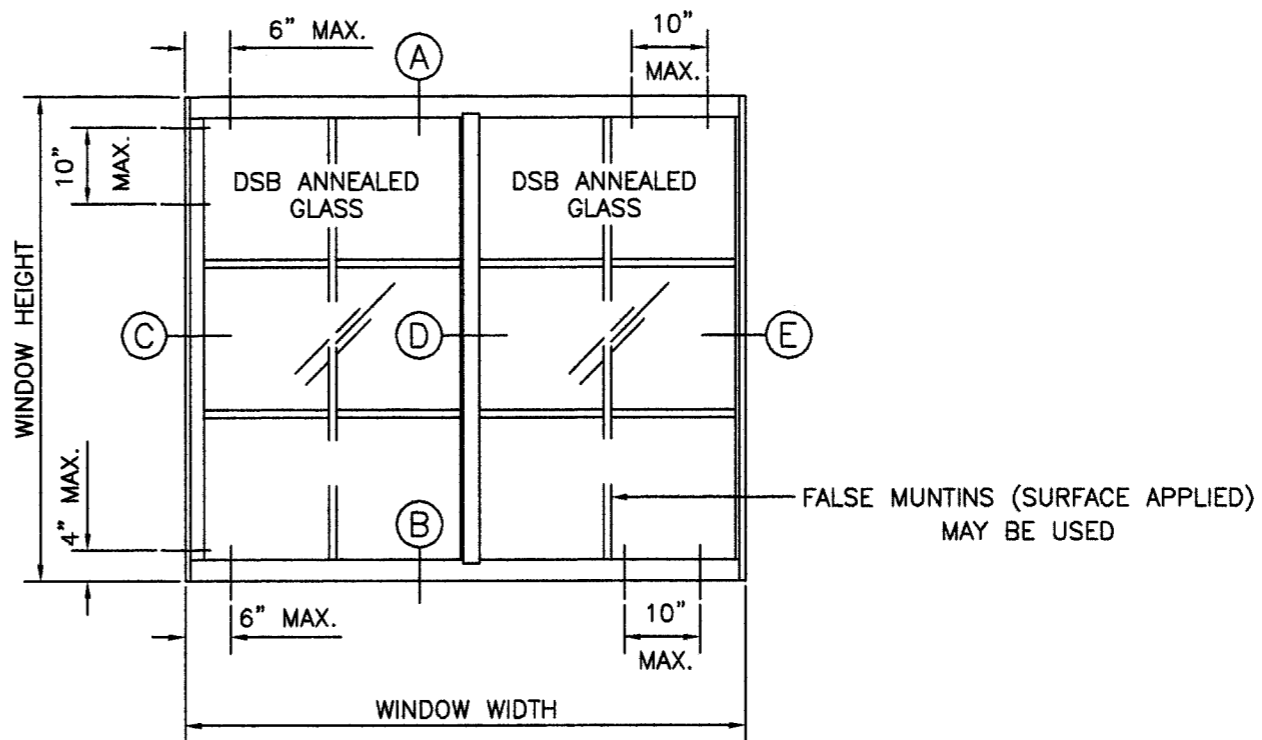 6" MAX.
10"
MAX.
A
10"
MAX.
DSB ANNEALED
GLASS
DSB ANNEALED
GLASS
WINDOW HEIGHT
C
D
E
4" MAX.
B
FALSE MUNTINS (SURFACE APPLIED)
MAY BE USED
6" MAX.
10"
MAX.
WINDOW WIDTH